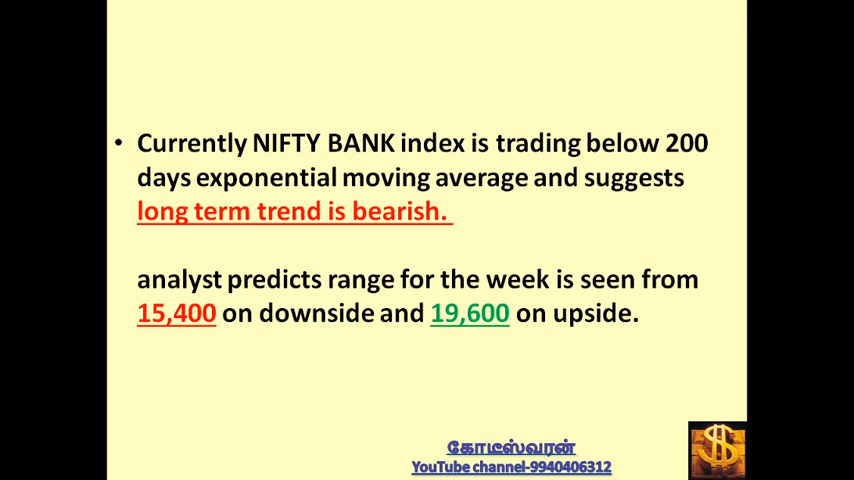 • Currently NIFTY BANK index is trading below 200
days exponential moving average and suggests
long term trend is bearish.
analyst predicts range for the week is seen from
15,400 on downside and 19,600 on upside.
கோடீஸ்வரன்
YouTube channel-9940406312